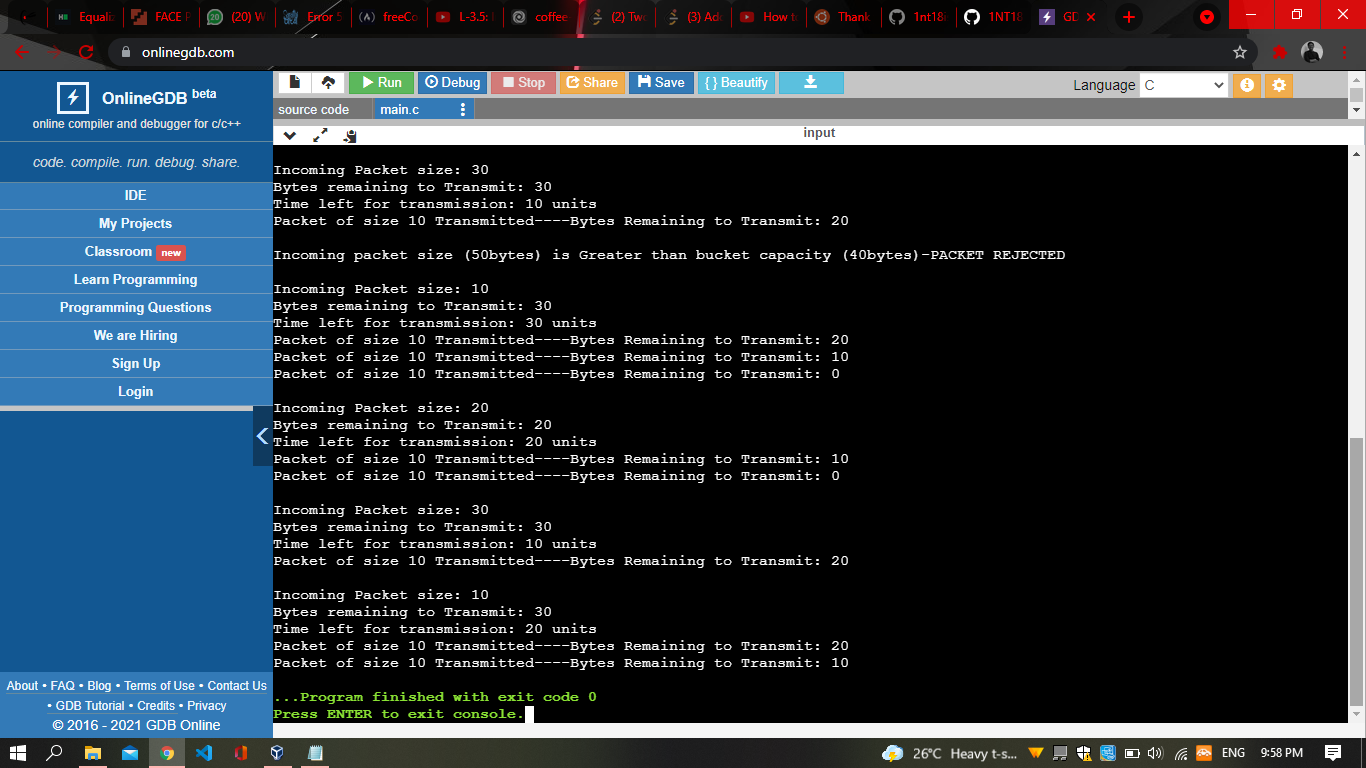 Equali
FACE P
(20) W
Error 5
freeCo
L-3.5:
coffee
(2) Two
(3) Add
How to
Thank
1nt18i
1NT18
GD
onlinegdb.com
OnlineGDB beta
online compiler and debugger for c/c++
code. compile. run. debug. share.
IDE
My Projects
Classroom new
Learn Programming
Programming Questions
We are Hiring
Sign Up
Login
About • FAQ • Blog • Terms of Use • Contact Us
• GDB Tutorial • Credits • Privacy
© 2016 - 2021 GDB Online
Run Debug Stop Share Save { } Beautify
Language C
source code main.c
input
Incoming Packet size: 30
Bytes remaining to Transmit: 30
Time left for transmission: 10 units
Packet of size 10 Transmitted----Bytes Remaining to Transmit: 20
Incoming packet size (50bytes) is Greater than bucket capacity (40bytes)-PACKET REJECTED
Incoming Packet size: 10
Bytes remaining to Transmit: 30
Time left for transmission: 30 units
Packet of size 10 Transmitted----Bytes Remaining to Transmit: 20
Packet of size 10 Transmitted----Bytes Remaining to Transmit: 10
Packet of size 10 Transmitted----Bytes Remaining to Transmit: 0
Incoming Packet size: 20
Bytes remaining to Transmit: 20
Time left for transmission: 20 units
Packet of size 10 Transmitted----Bytes Remaining to Transmit: 10
Packet of size 10 Transmitted----Bytes Remaining to Transmit: 0
Incoming Packet size: 30
Bytes remaining to Transmit: 30
Time left for transmission: 10 units
Packet of size 10 Transmitted----Bytes Remaining to Transmit: 20
Incoming Packet size: 10
Bytes remaining to Transmit: 30
Time left for transmission: 20 units
Packet of size 10 Transmitted----Bytes Remaining to Transmit: 20
Packet of size 10 Transmitted----Bytes Remaining to Transmit: 10
...Program finished with exit code 0
Press ENTER to exit console.
26°C Heavy t-s... ENG 9:58 PM